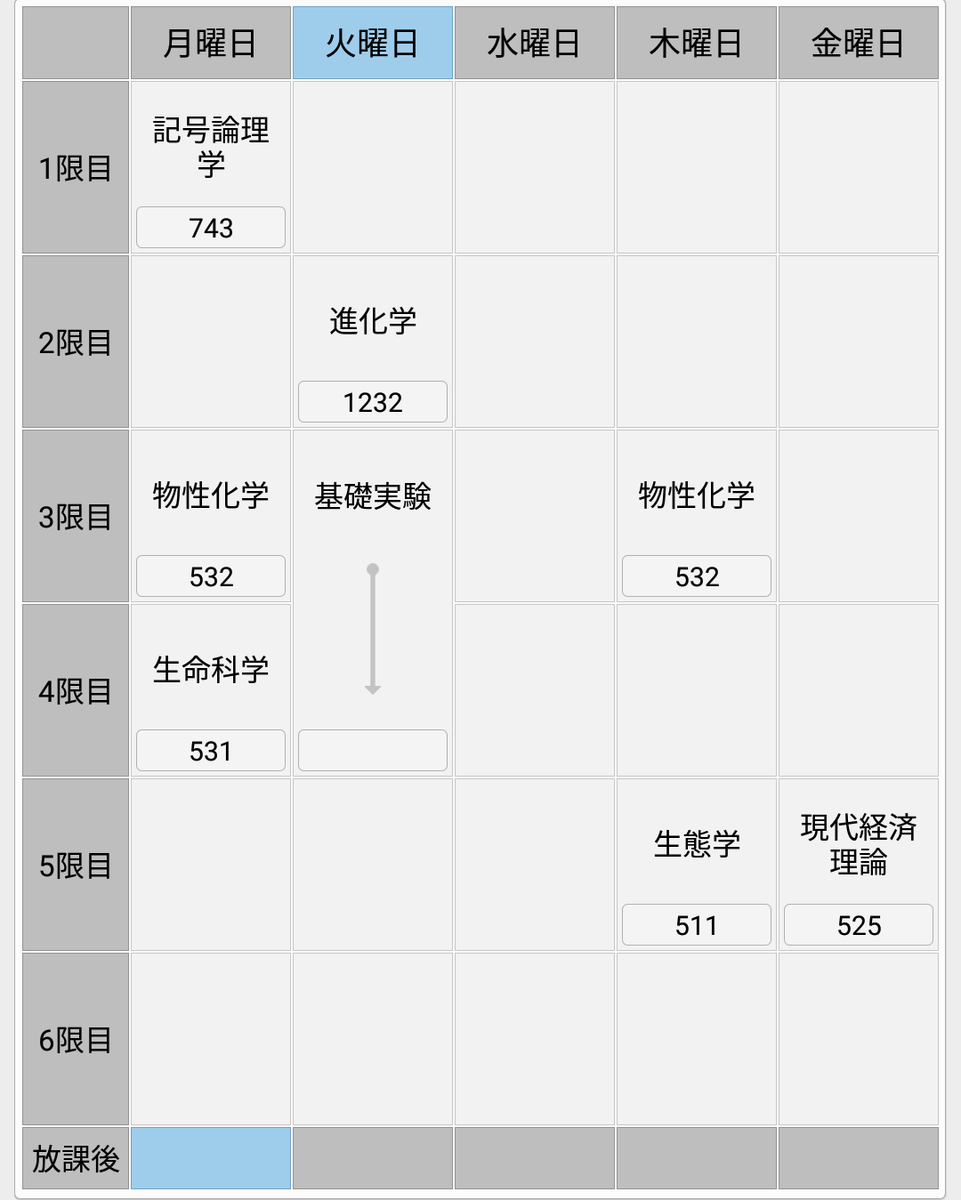 月曜日 火曜日 水曜日 木曜日 金曜日
1限目
記号論理
学
743
2限目
進化学
1232
3限目
物性化学 基礎実験 物性化学
532 532
4限目
生命科学
531
5限目
生態学
現代経済
理論
511 525
6限目
放課後